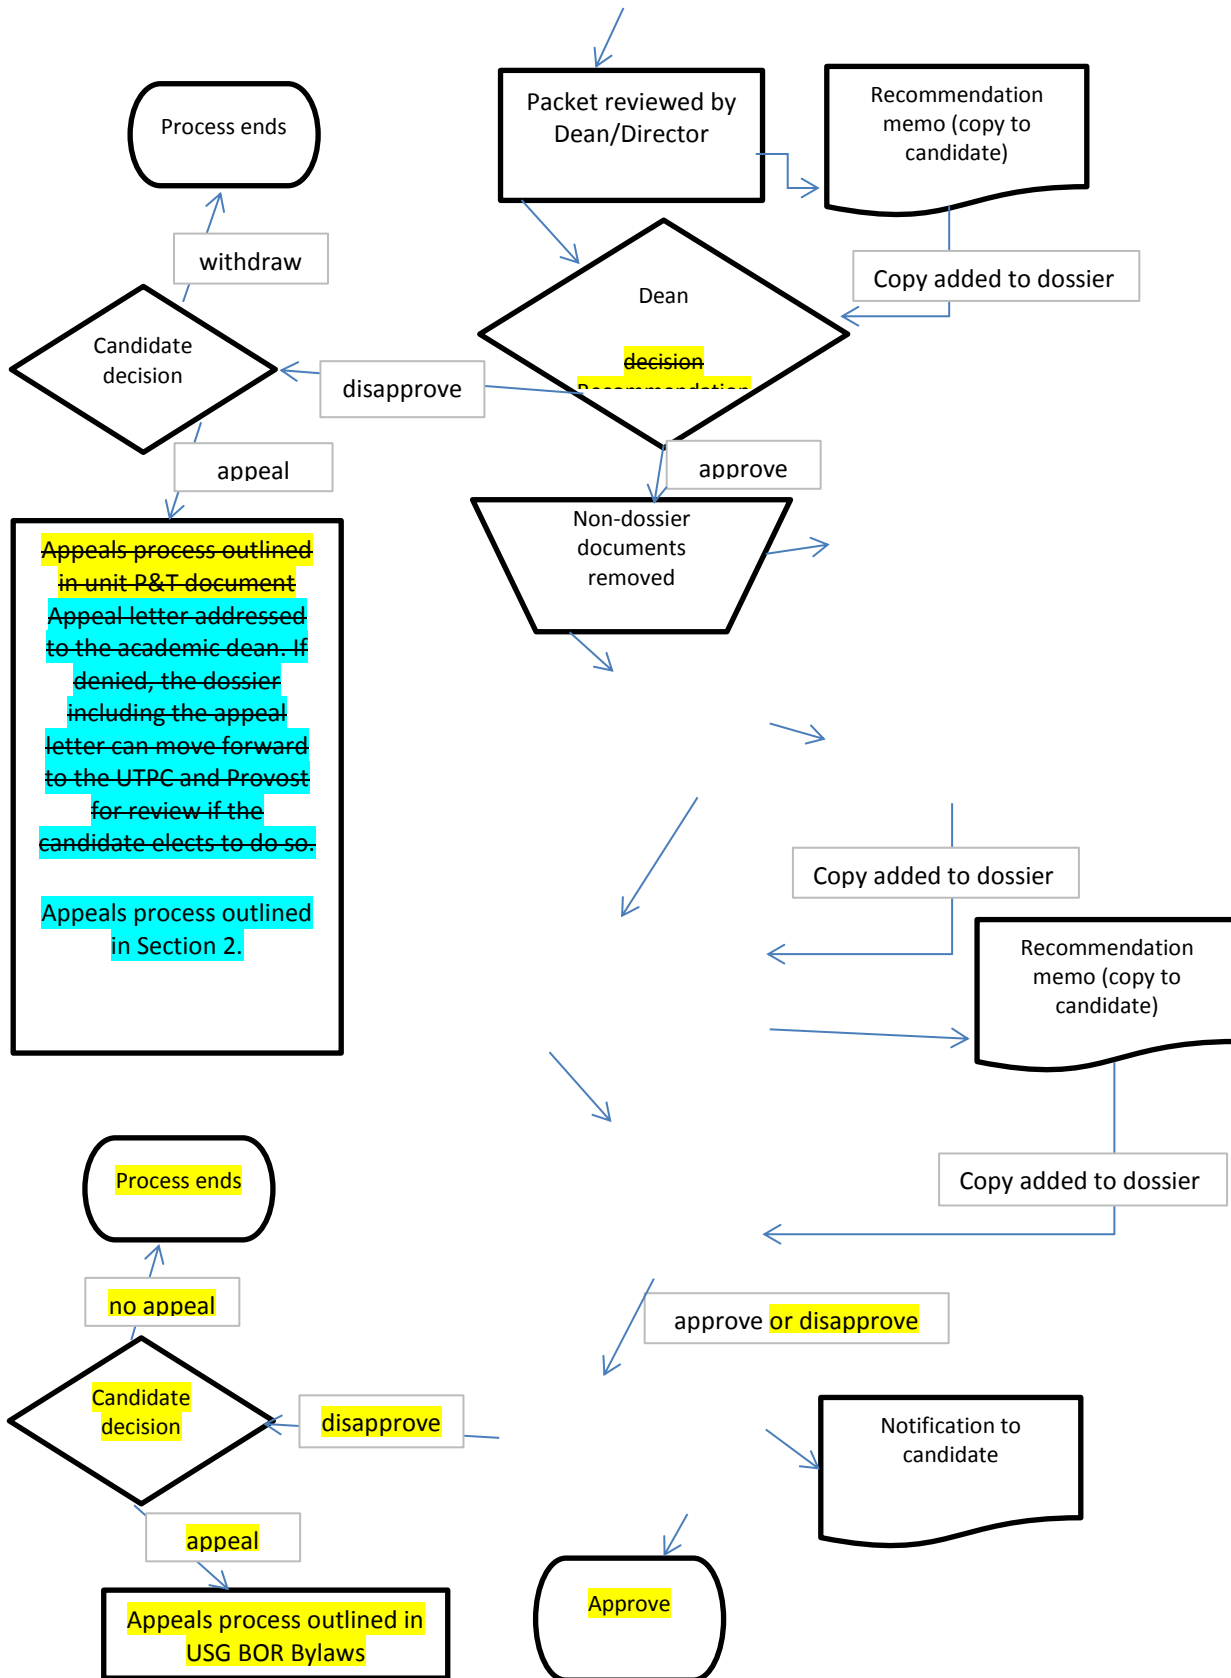 Packet reviewed by
Dean/Director
Recommendation
memo (copy to
candidate)
Process ends
withdraw
Copy added to dossier
Dean
decision
Recommendation
Candidate
decision
disapprove
appeal
approve
Non-dossier
documents
removed
Appeals process outlined
in unit P&T document
Appeal letter addressed
to the academic dean. If
denied, the dossier
including the appeal
letter can move forward
to the UTPC and Provost
for review if the
candidate elects to do so.
Appeals process outlined
in Section 2.
Copy added to dossier
Recommendation
memo (copy to
candidate)
Process ends
Copy added to dossier
no appeal
approve or disapprove
Candidate
decision
disapprove
Notification to
candidate
appeal
Appeals process outlined in
USG BOR Bylaws
Approve